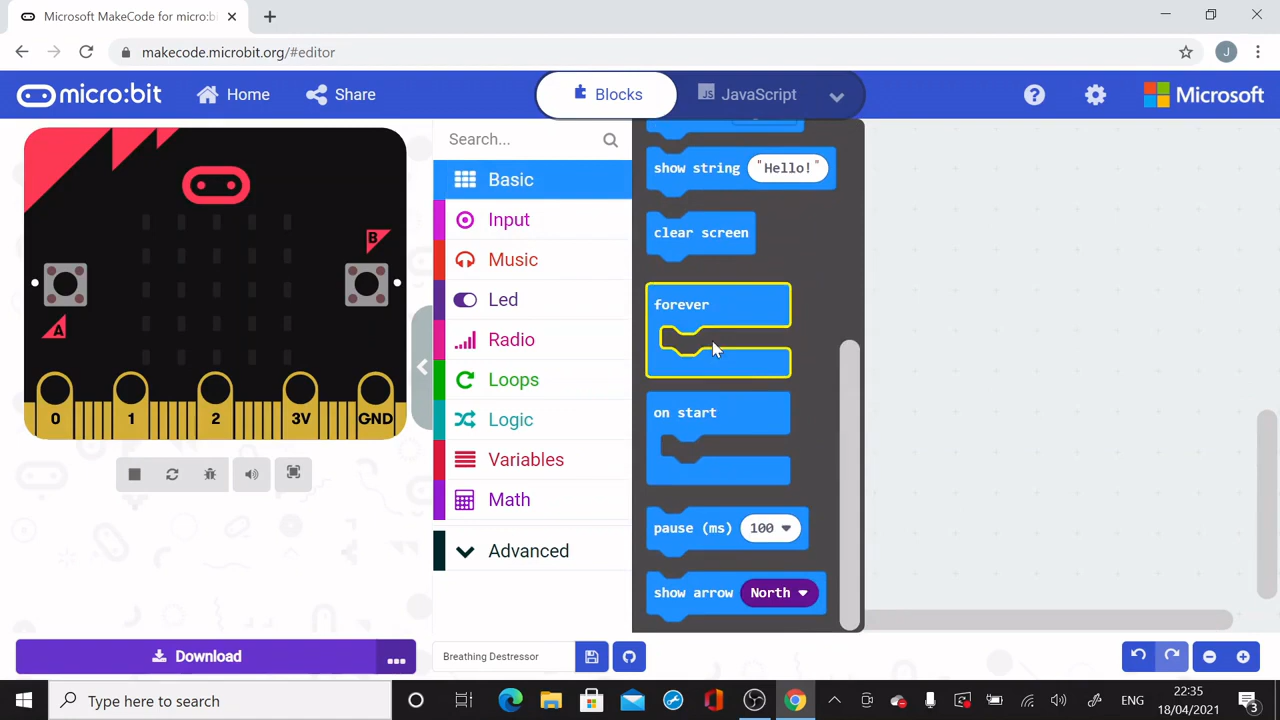 Microsoft MakeCode for micro:bi
makecode.microbit.org/#editor
J
micro:bit
Home
Share
Blocks
JS
JavaScript
Microsoft
Search...
Basic
Input
Music
Led
Radio
Loops
Logic
Variables
Math
Advanced
show string "Hello!"
clear screen
forever
on start
pause (ms) 100
show arrow North
B
A
0 1 2 3V GND
Download
...
Breathing Destressor
Type here to search
ENG
22:35
18/04/2021
3